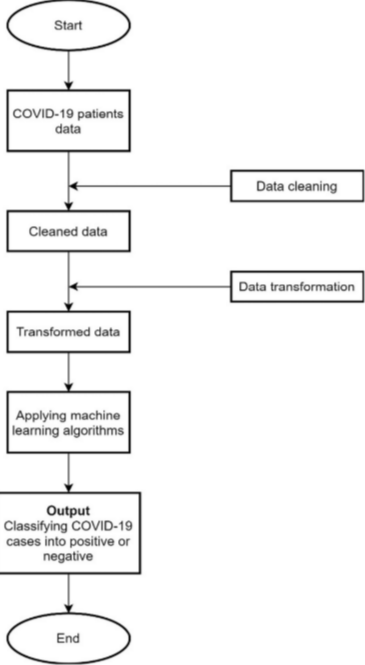 Start
COVID-19 patients
data
Data cleaning
Cleaned data
Data transformation
Transformed data
Applying machine
learning algorithms
Output
Classifying COVID-19
cases into positive or
negative
End